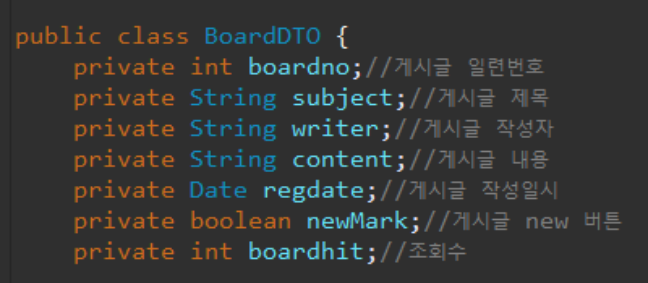 public class BoardDTO {
private int boardno;//게시글 일련번호
private String subject;//게시글 제목
private String writer;//게시글 작성자
private String content;//게시글 내용
private Date regdate;//게시글 작성일시
private boolean newMark;//게시글 new 버튼
private int boardhit;//조회수